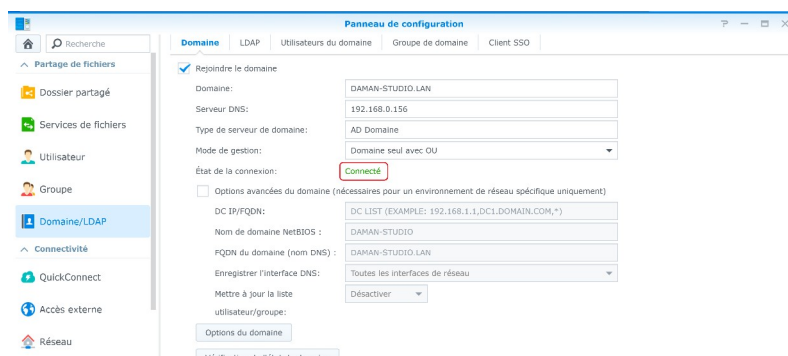 Panneau de configuration
Recherche
Partage de fichiers
Dossier partagé
Services de fichiers
Utilisateur
Groupe
Domaine/LDAP
Connectivité
QuickConnect
Accès externe
Réseau
Domaine LDAP Utilisateurs du domaine Groupe de domaine Client SSO
Rejoindre le domaine
Domaine: DAMAN-STUDIO.LAN
Serveur DNS: 192.168.0.156
Type de serveur de domaine: AD Domaine
Mode de gestion: Domaine seul avec OU
État de la connexion: Connecté
Options avancées du domaine (nécessaires pour un environnement de réseau spécifique uniquement)
DC IP/FQDN: DC LIST (EXAMPLE: 192.168.1.1,DC1.DOMAIN.COM,*)
Nom de domaine NetBIOS : DAMAN-STUDIO
FQDN du domaine (nom DNS) : DAMAN-STUDIO.LAN
Enregistrer l'interface DNS: Toutes les interfaces de réseau
Mettre à jour la liste Désactiver
utilisateur/groupe:
Options du domaine